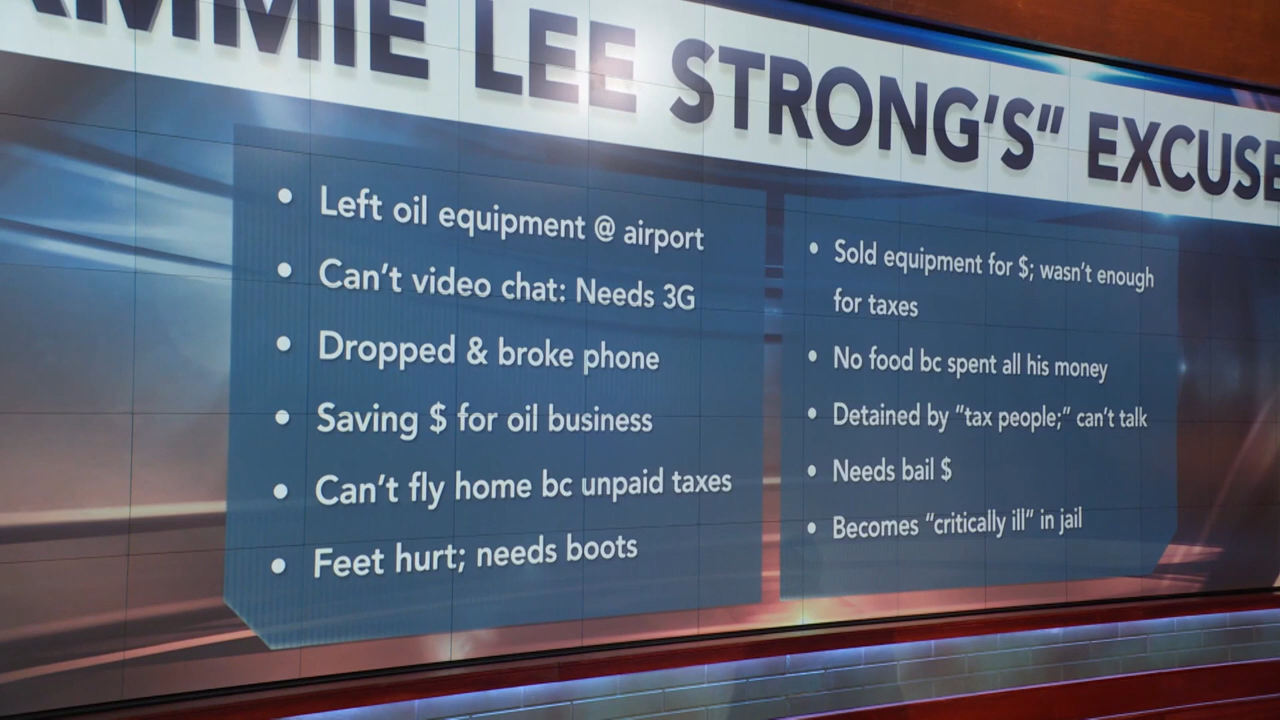 LEE STRONG'S" EXCUSE
• Left oil equipment @ airport
• Can't video chat: Needs 3G
• Dropped & broke phone
• Saving $ for oil business
• Can't fly home bc unpaid taxes
• Feet hurt; needs boots
• Sold equipment for $; wasn't enough
for taxes
• No food bc spent all his money
• Detained by "tax people;" can't talk
• Needs bail $
• Becomes "critically ill" in jail